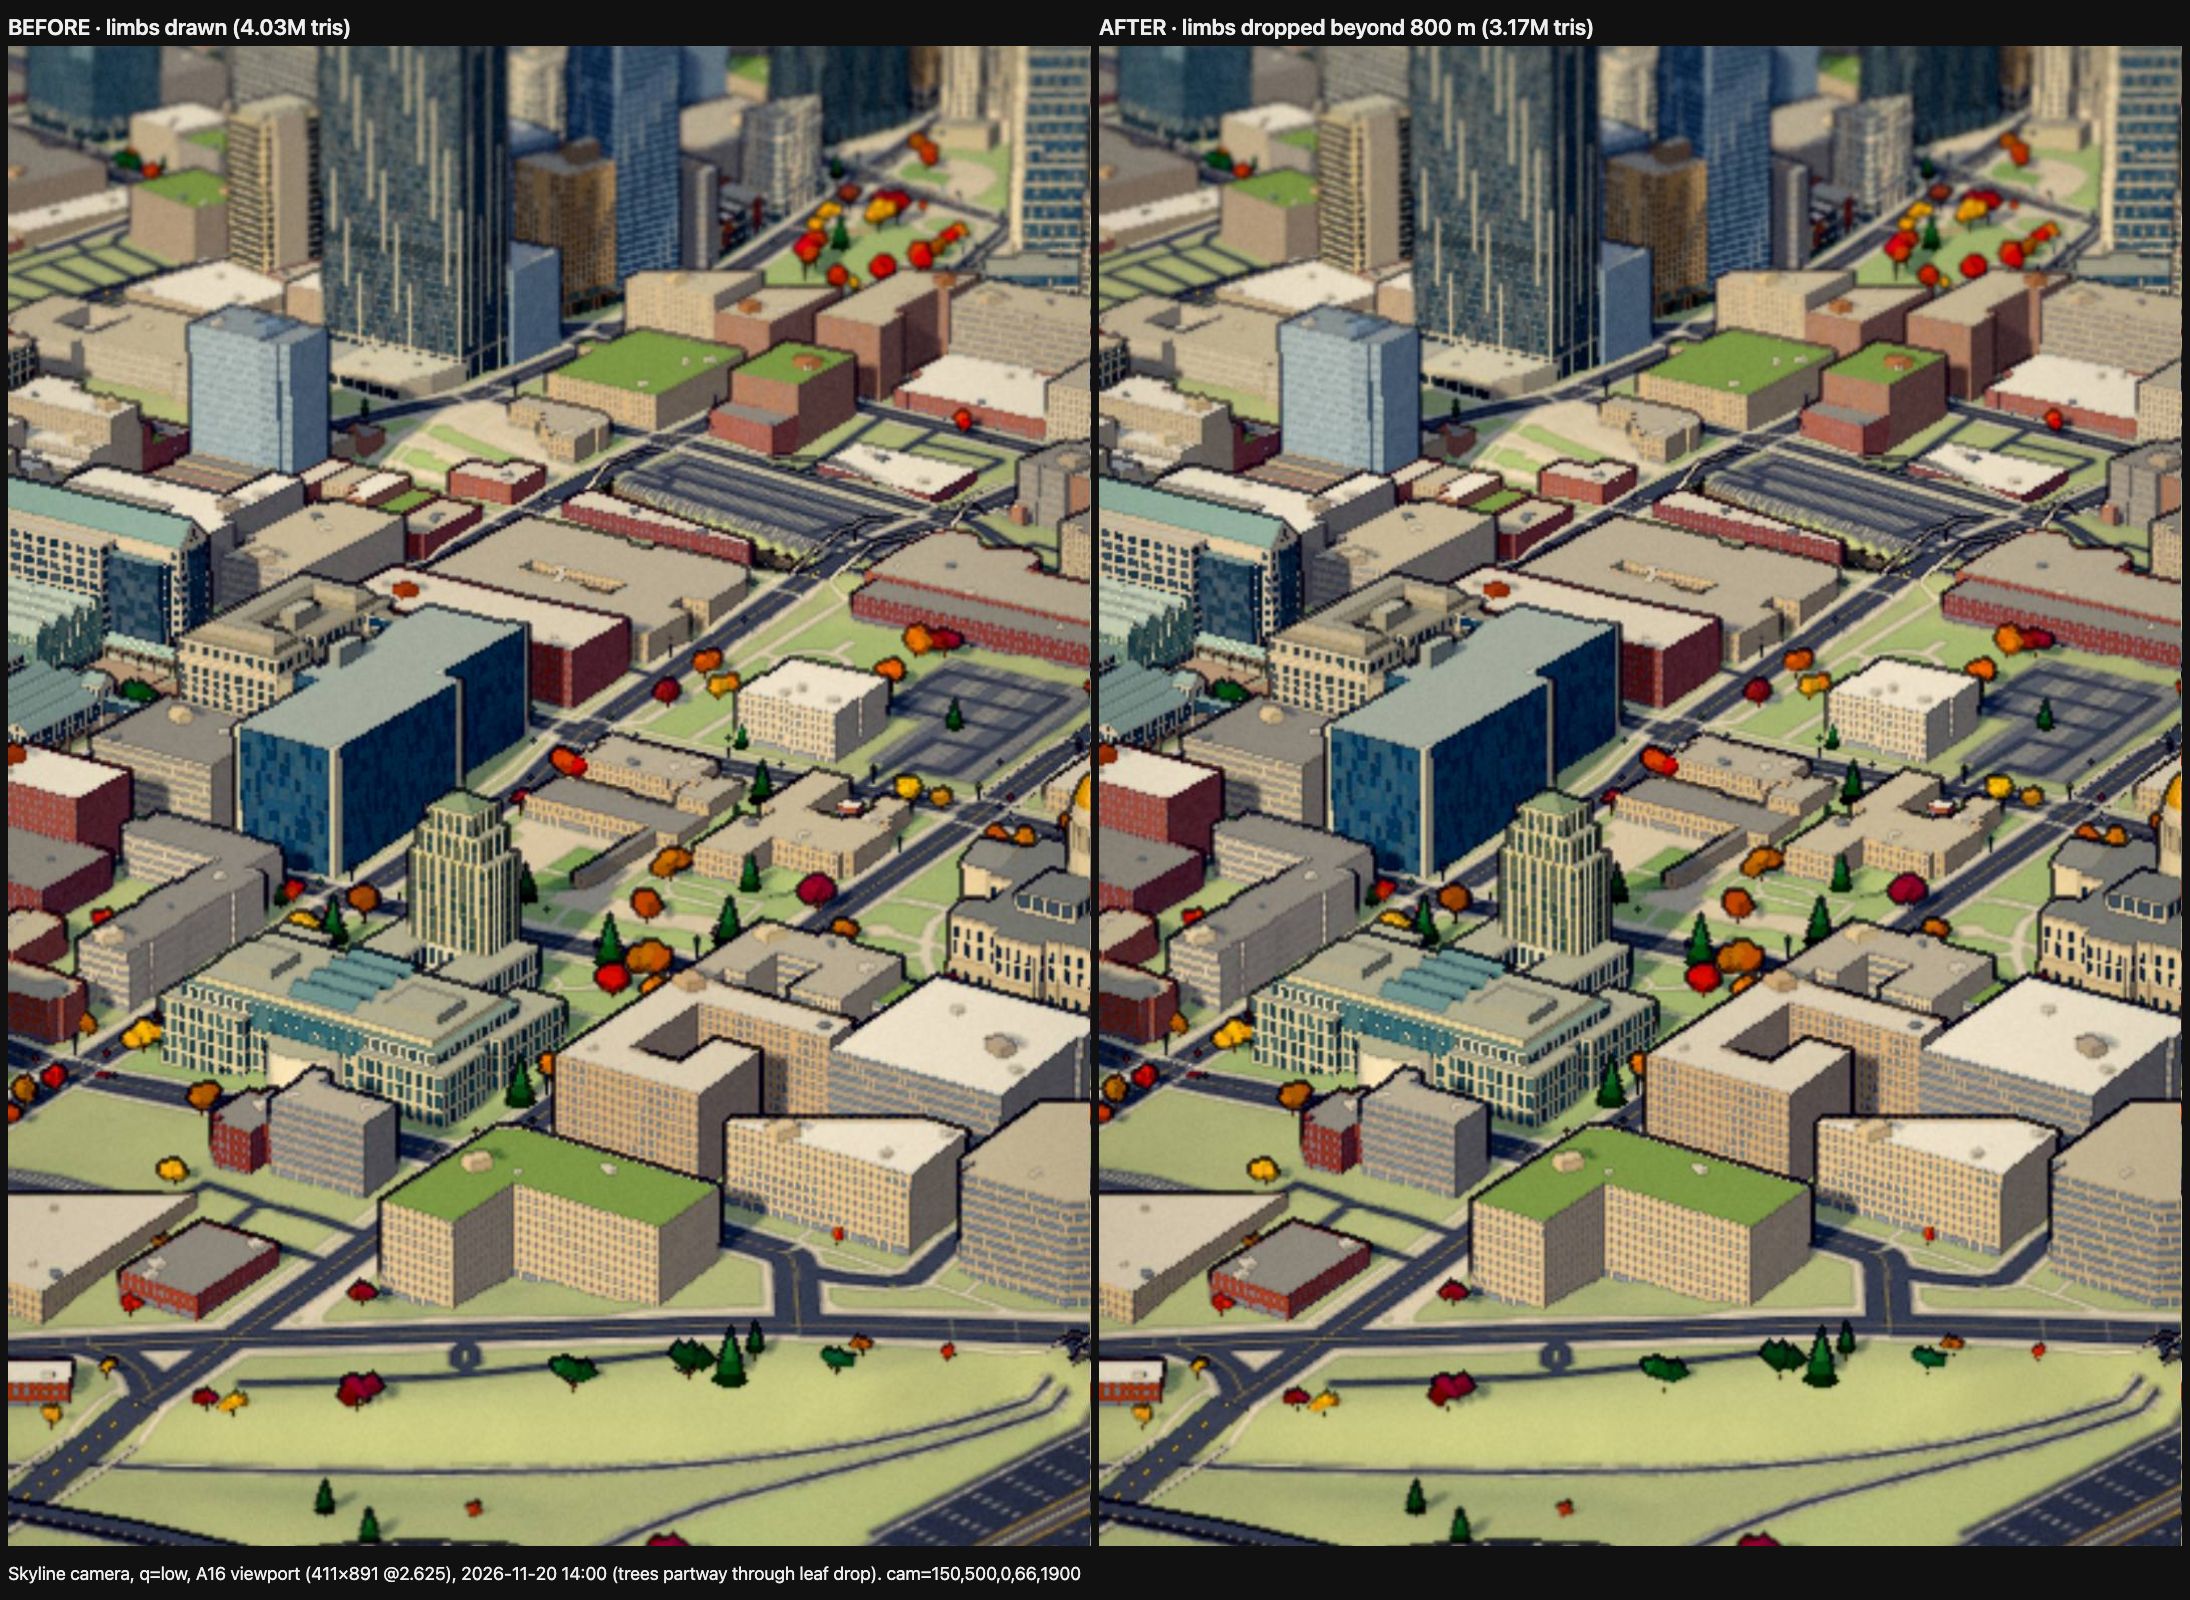 BEFORE · limbs drawn (4.03M tris)
AFTER · limbs dropped beyond 800 m (3.17M tris)
Skyline camera, q=low, A16 viewport (411×891 @2.625), 2026-11-20 14:00 (trees partway through leaf drop). cam=150,500,0,66,1900